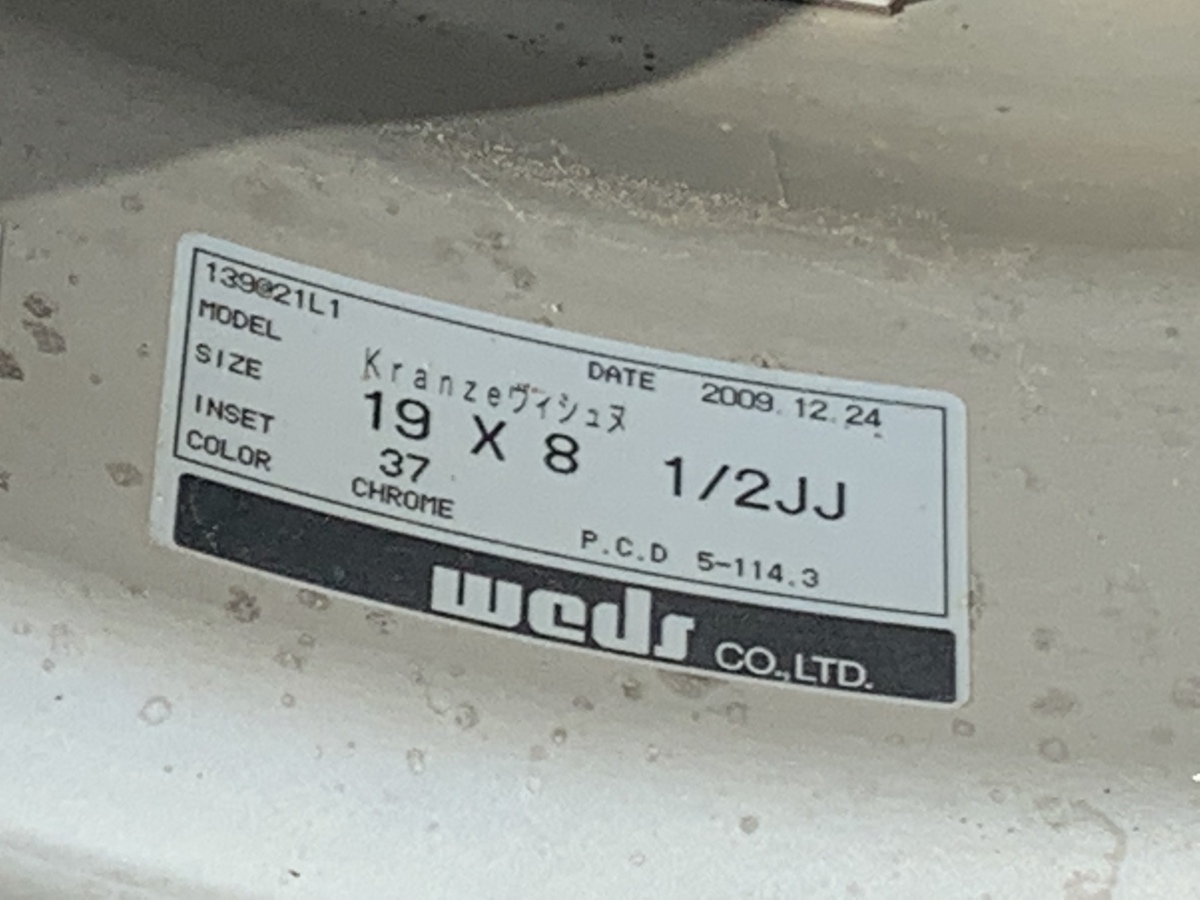 139@21L1
MODEL Kranzeヴィシュヌ DATE 2009.12.24
SIZE 19 X 8 1/2JJ
INSET 37
COLOR CHROME P.C.D 5-114.3
weds CO.,LTD.